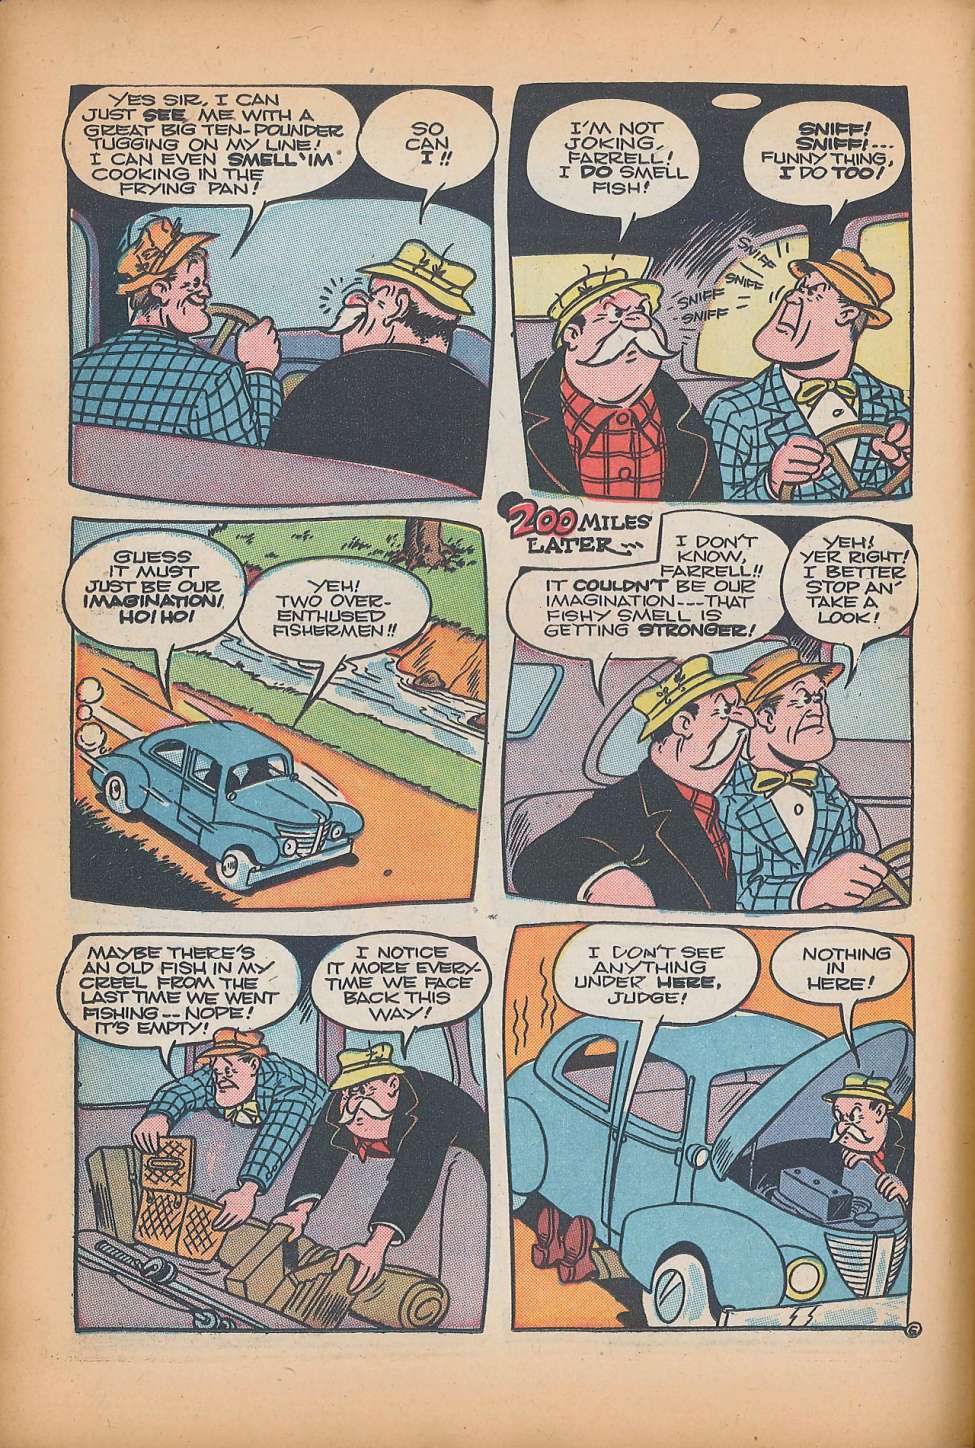 YES SIR, I CAN
JUST SEE ME WITH A
GREAT BIG TEN-POUNDER
TUGGING ON MY LINE!
I CAN EVEN SMELL 'IM
COOKING IN THE
FRYING PAN!
SO
CAN
I!!
I'M NOT
JOKING,
FARRELL!
I DO SMELL
FISH!
SNIFF!
SNIFF!...
FUNNY THING,
I DO TOO!
SNIFF
SNIFF
SNIFF
SNIFF
GUESS
IT MUST
JUST BE OUR
IMAGINATION!
HO! HO!
YEH!
TWO OVER-
ENTHUSED
FISHERMEN!!
200 MILES
LATER...
I DON'T
KNOW,
FARRELL!!
IT COULDN'T BE OUR
IMAGINATION---THAT
FISHY SMELL IS
GETTING STRONGER!
YEH!
YER RIGHT!
I BETTER
STOP AN'
TAKE A
LOOK!
MAYBE THERE'S
AN OLD FISH IN MY
CREEL FROM THE
LAST TIME WE WENT
FISHING -- NOPE!
IT'S EMPTY!
I NOTICE
IT MORE EVERY-
TIME WE FACE
BACK THIS
WAY!
I DON'T SEE
ANYTHING
UNDER HERE,
JUDGE!
NOTHING
IN
HERE!
6